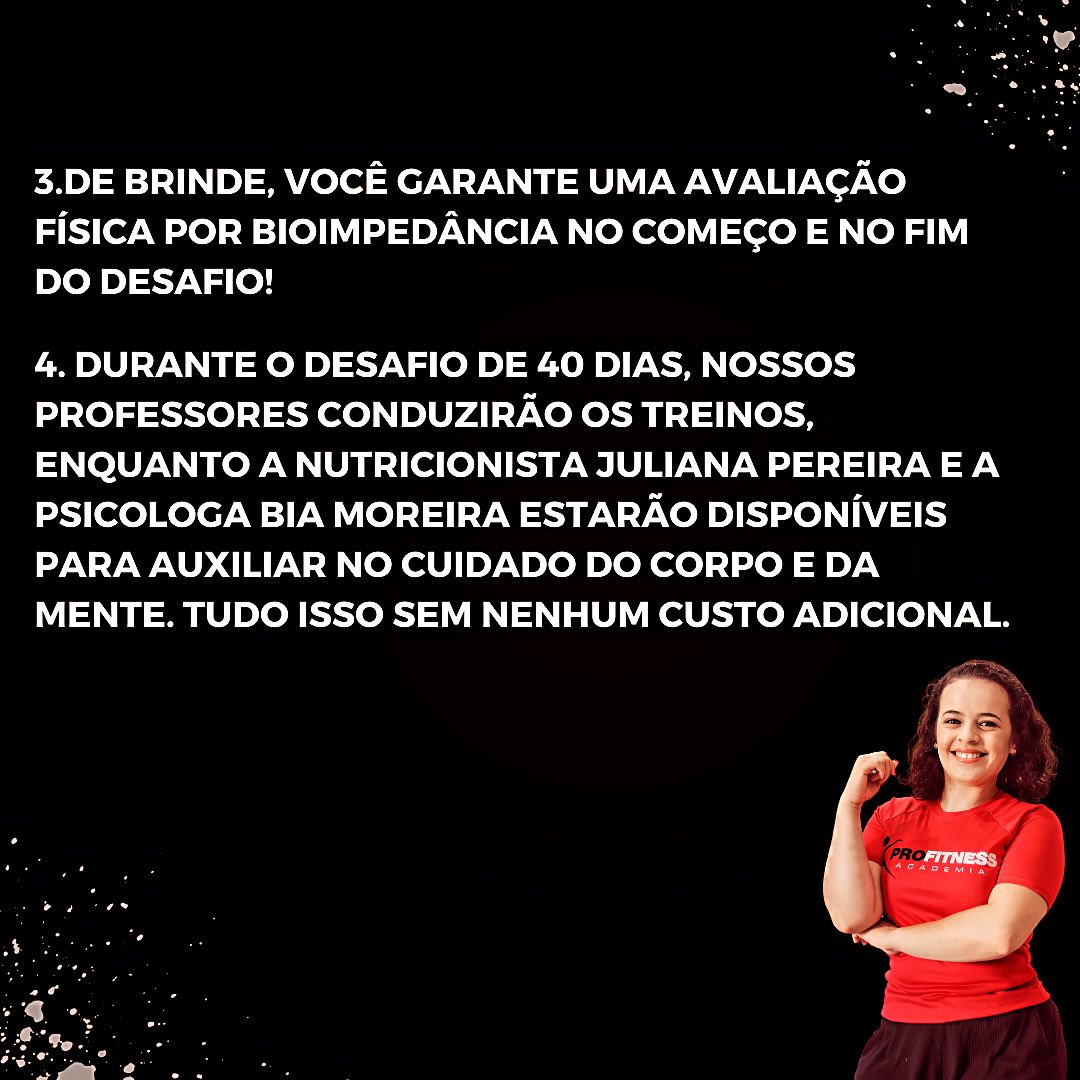 3.DE BRINDE, VOCÊ GARANTE UMA AVALIAÇÃO
FÍSICA POR BIOIMPEDÂNCIA NO COMEÇO E NO FIM
DO DESAFIO!
4. DURANTE O DESAFIO DE 40 DIAS, NOSSOS
PROFESSORES CONDUZIRÃO OS TREINOS,
ENQUANTO A NUTRICIONISTA JULIANA PEREIRA E A
PSICOLOGA BIA MOREIRA ESTARÃO DISPONÍVEIS
PARA AUXILIAR NO CUIDADO DO CORPO E DA
MENTE. TUDO ISSO SEM NENHUM CUSTO ADICIONAL.
PROFITNESS
ACADEMIA